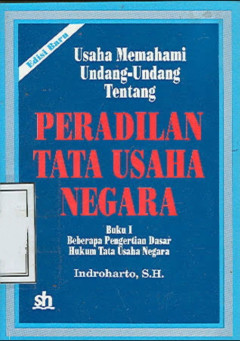 Edisi Baru
Usaha Memahami
Undang-Undang
Tentang
PERADILAN
TATA USAHA
NEGARA
Buku I
Beberapa Pengertian Dasar
Hukum Tata Usaha Negara
Indroharto, S.H.
sh